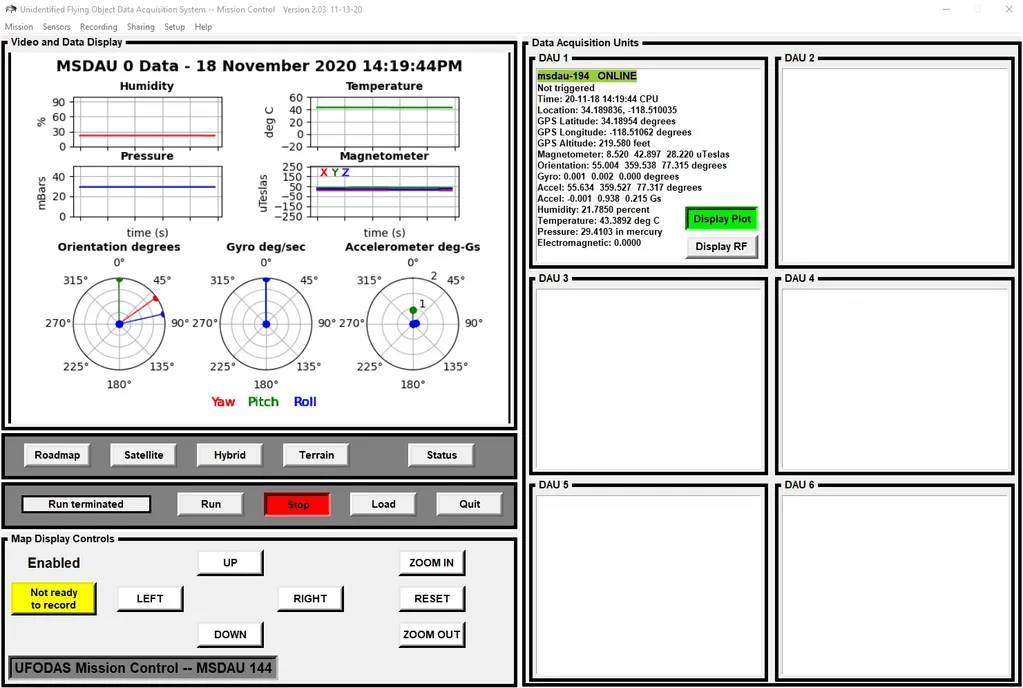 Unidentified Flying Object Data Acquisition System -- Mission Control Version 2.03 11-13-20
Mission Sensors Recording Sharing Setup Help
Video and Data Display
MSDAU 0 Data - 18 November 2020 14:19:44PM
Humidity
Temperature
90
60
30
0
%
60
40
20
0
−20
deg C
Pressure
Magnetometer
40
20
0
mBars
250
150
50
−50
−150
−250
uTeslas
X Y Z
time (s)
time (s)
Orientation degrees
Gyro deg/sec
Accelerometer deg-Gs
0°
45°
90°
135°
180°
225°
270°
315°
0°
45°
90°
135°
180°
225°
270°
315°
0°
45°
90°
135°
180°
225°
270°
315°
1
2
Yaw Pitch Roll
Roadmap
Satellite
Hybrid
Terrain
Status
Run terminated
Run
Stop
Load
Quit
Map Display Controls
Enabled
Not ready
to record
UP
LEFT
RIGHT
DOWN
ZOOM IN
RESET
ZOOM OUT
UFODAS Mission Control -- MSDAU 144
Data Acquisition Units
DAU 1
msdau-194 ONLINE
Not triggered
Time: 20-11-18 14:19:44 CPU
Location: 34.189836, -118.510035
GPS Latitude: 34.18954 degrees
GPS Longitude: -118.51062 degrees
GPS Altitude: 219.580 feet
Magnetometer: 8.520 42.897 28.220 uTeslas
Orientation: 55.004 359.538 77.315 degrees
Gyro: 0.001 0.002 0.000 degrees
Accel: 55.634 359.527 77.317 degrees
Accel: -0.001 0.938 0.215 Gs
Humidity: 21.7850 percent
Temperature: 43.3892 deg C
Pressure: 29.4103 in mercury
Electromagnetic: 0.0000
Display Plot
Display RF
DAU 2
DAU 3
DAU 4
DAU 5
DAU 6